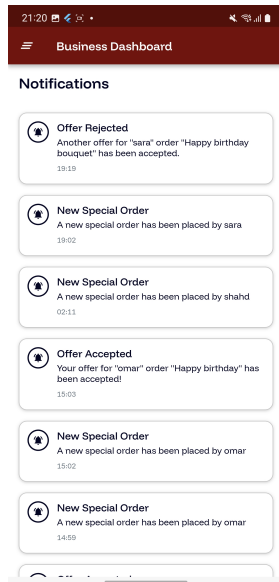 21:20
Business Dashboard
Notifications
Offer Rejected
Another offer for "sara" order "Happy birthday
bouquet" has been accepted.
19:19
New Special Order
A new special order has been placed by sara
19:02
New Special Order
A new special order has been placed by shahd
02:11
Offer Accepted
Your offer for "omar" order "Happy birthday" has
been accepted!
15:03
New Special Order
A new special order has been placed by omar
15:02
New Special Order
A new special order has been placed by omar
14:59